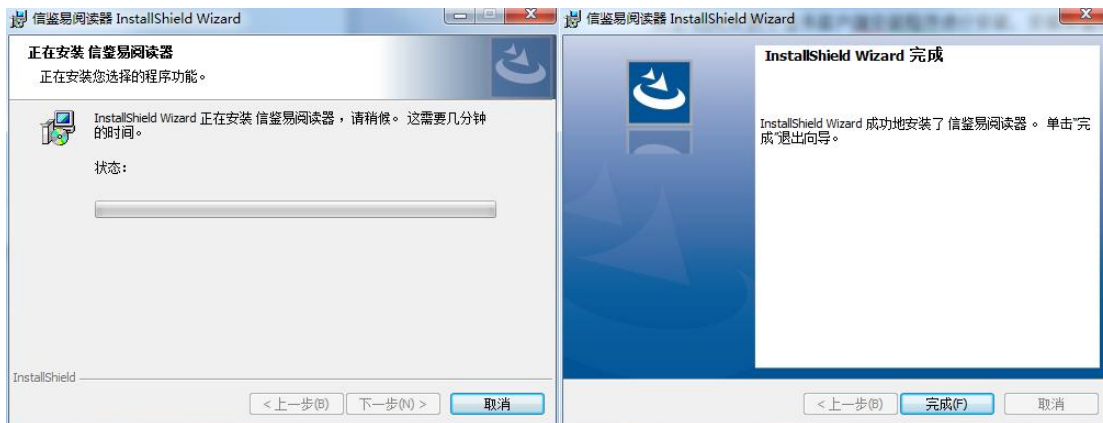 信鉴易阅读器 InstallShield Wizard
正在安装 信鉴易阅读器
正在安装您选择的程序功能。
InstallShield Wizard 正在安装 信鉴易阅读器 ，请稍候。 这需要几分钟
的时间。
状态：
InstallShield
< 上一步(B)
下一步(N) >
取消
信鉴易阅读器 InstallShield Wizard
InstallShield Wizard 完成
InstallShield Wizard 成功地安装了 信鉴易阅读器 。 单击“完
成”退出向导。
< 上一步(B)
完成(F)
取消